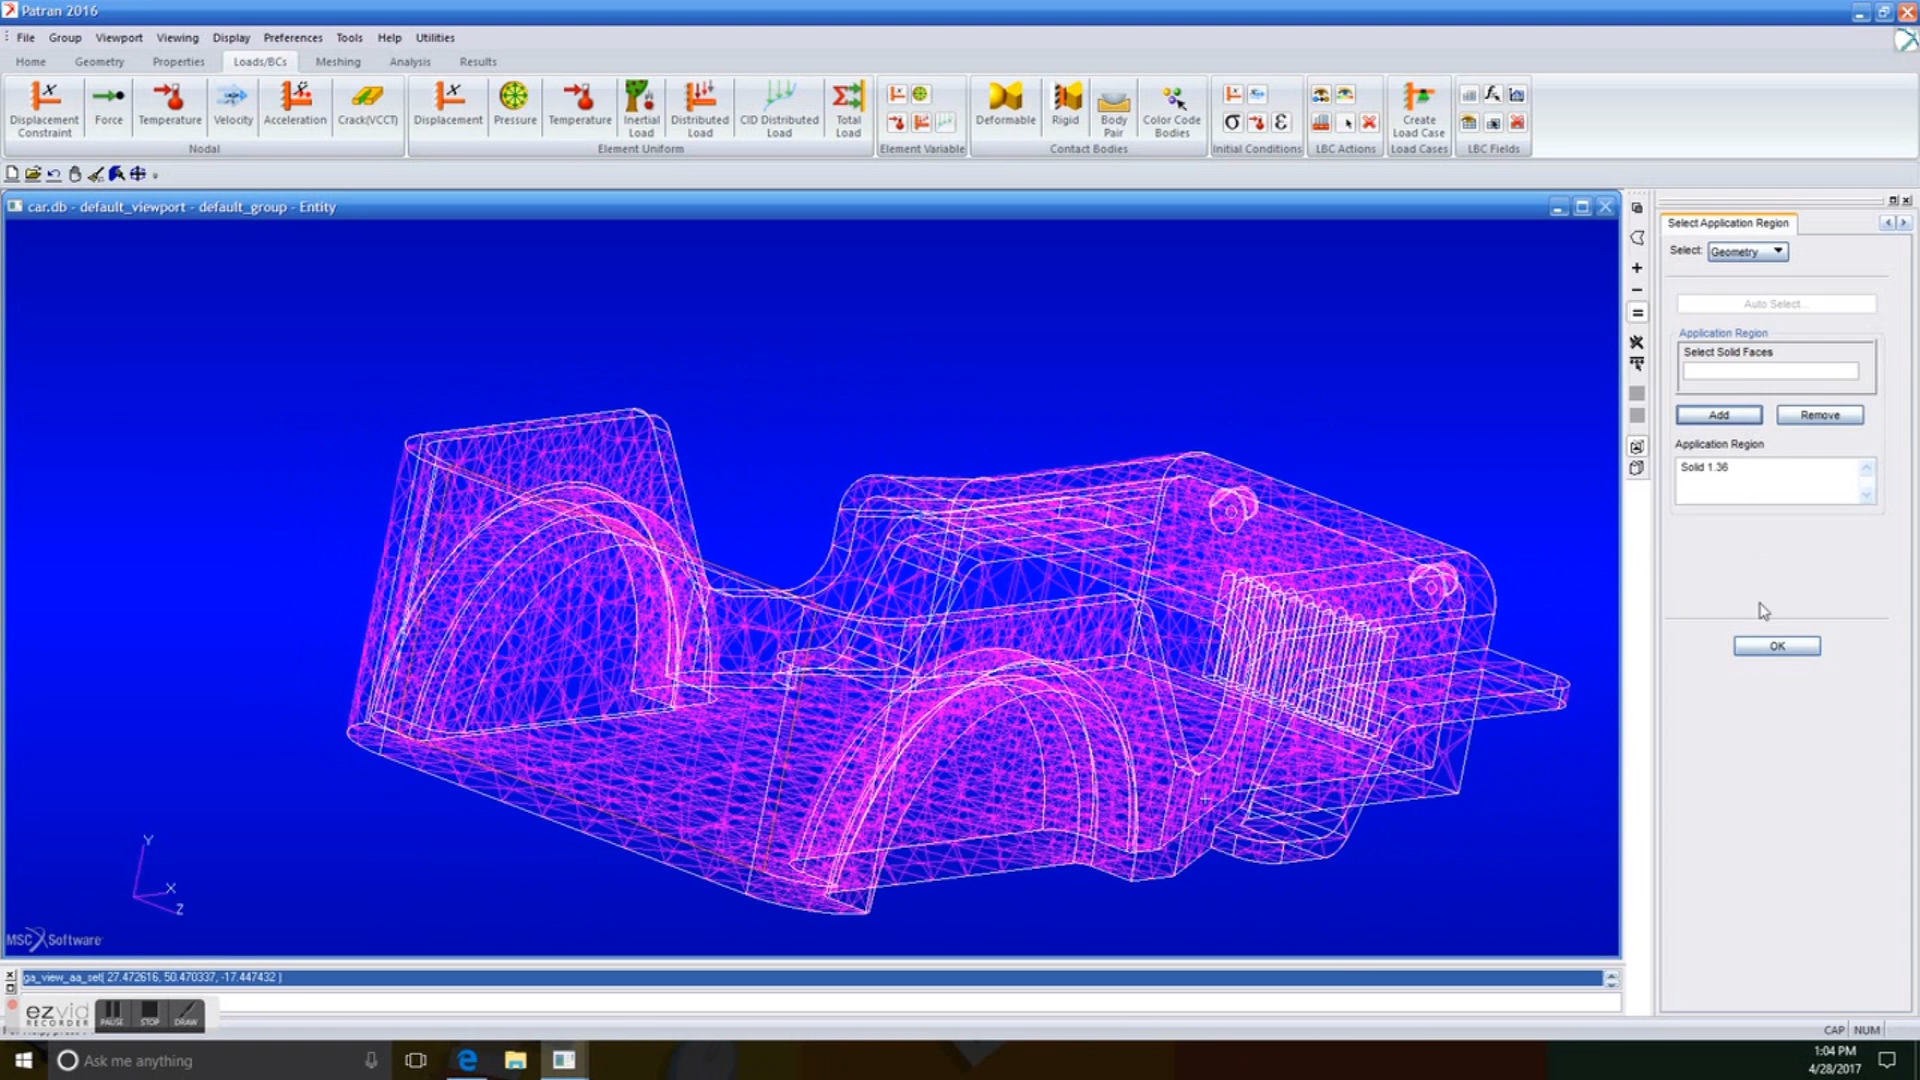 Patran 2016
File Group Viewport Viewing Display Preferences Tools Help Utilities
Home Geometry Properties Loads/BCs Meshing Analysis Results
Displacement Constraint
Force
Temperature
Velocity
Acceleration
Crack(VCCT)
Nodal
Displacement
Pressure
Temperature
Inertial Load
Distributed Load
CID Distributed Load
Total Load
Element Uniform
Element Variable
Deformable
Rigid
Body Pair
Color Code Bodies
Contact Bodies
Initial Conditions
LBC Actions
Create Load Case
Load Cases
LBC Fields
car.db - default_viewport - default_group - Entity
Select Application Region
Select: Geometry
Auto Select...
Application Region
Select Solid Faces
Add Remove
Application Region
Solid 1.36
OK
Y
X
Z
MSC Software
ga_view_aa_set( 27.472616, 50.470337, -17.447432 )
ezvid
RECORDER
PAUSE STOP DRAW
CAP NUM
Ask me anything
1:04 PM
4/28/2017